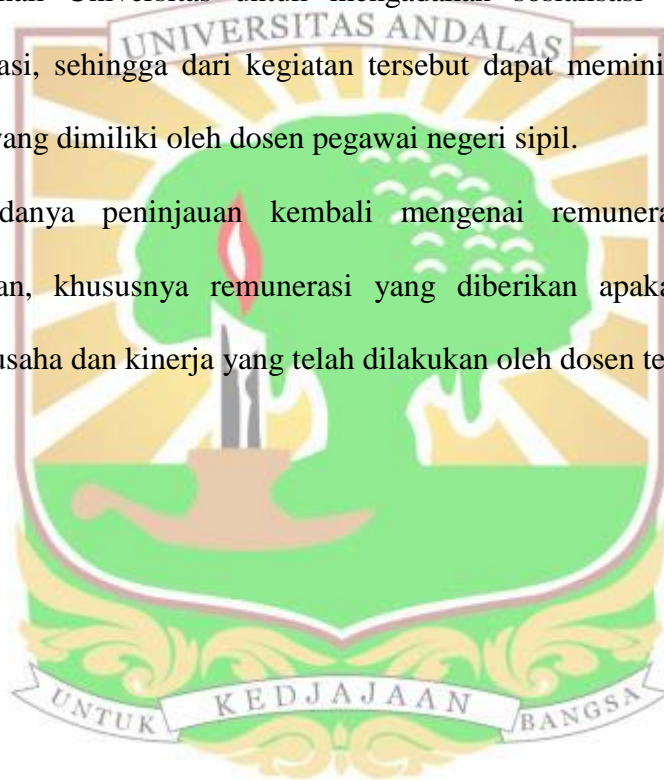 nan Universitas untuk mengadakan sosialisasi
UNIVERSITAS ANDALAS
asi, sehingga dari kegiatan tersebut dapat memini
yang dimiliki oleh dosen pegawai negeri sipil.
danya peninjauan kembali mengenai remunera
an, khususnya remunerasi yang diberikan apaka
usaha dan kinerja yang telah dilakukan oleh dosen te
UNTUK KEDJAJAAN BANGSA